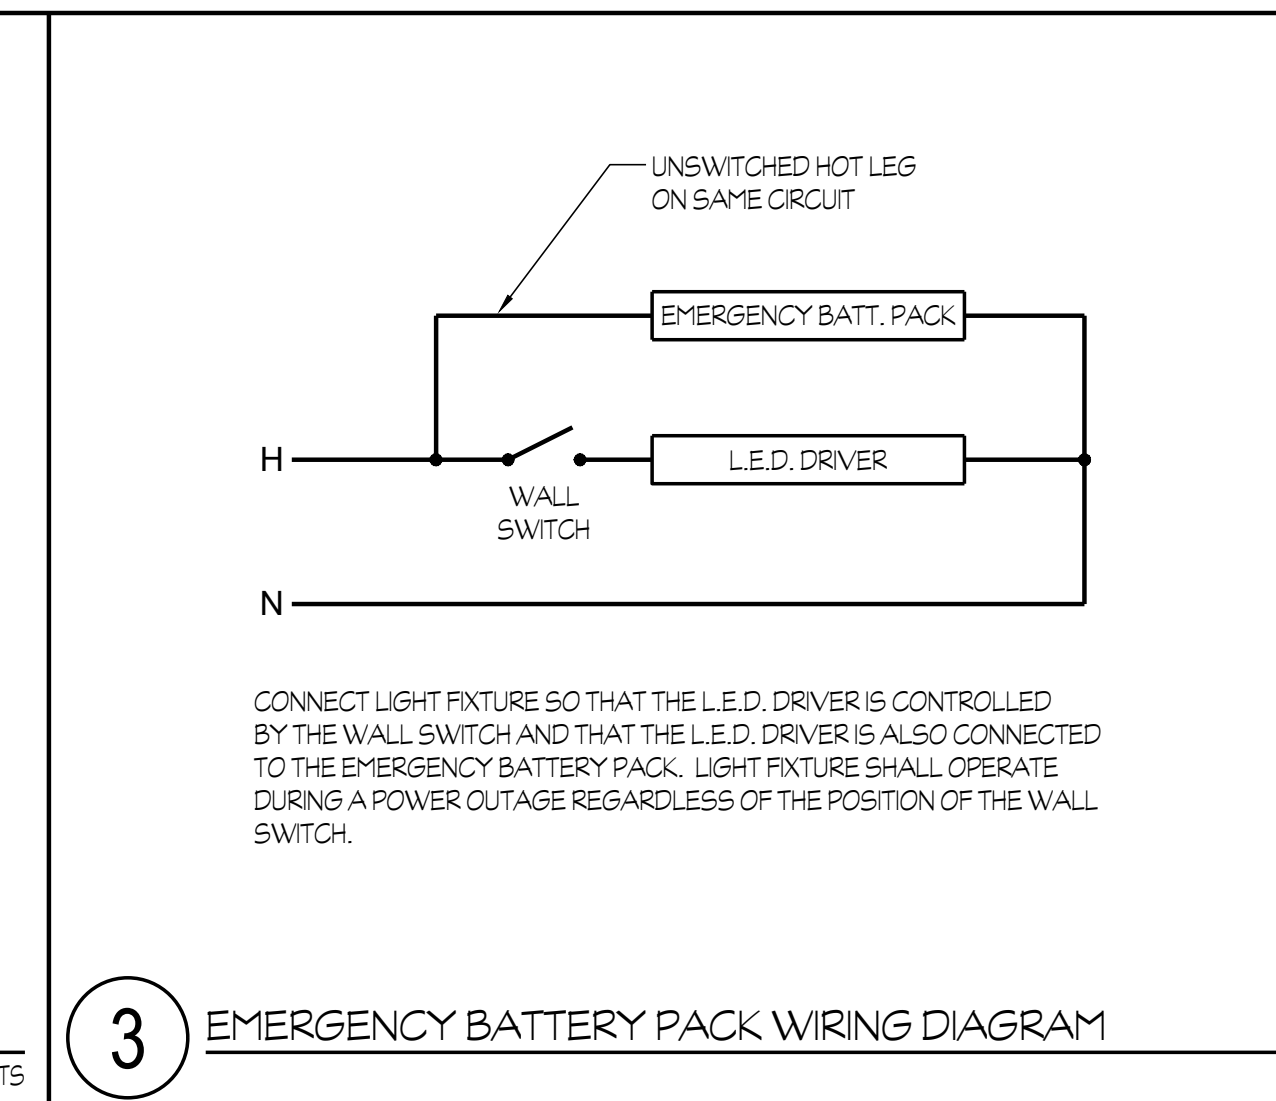 UNSWITCHED HOT LEG
ON SAME CIRCUIT
EMERGENCY BATT. PACK
H
L.E.D. DRIVER
WALL
SWITCH
N
CONNECT LIGHT FIXTURE SO THAT THE L.E.D. DRIVER IS CONTROLLED
BY THE WALL SWITCH AND THAT THE L.E.D. DRIVER IS ALSO CONNECTED
TO THE EMERGENCY BATTERY PACK. LIGHT FIXTURE SHALL OPERATE
DURING A POWER OUTAGE REGARDLESS OF THE POSITION OF THE WALL
SWITCH.
3 EMERGENCY BATTERY PACK WIRING DIAGRAM
TS